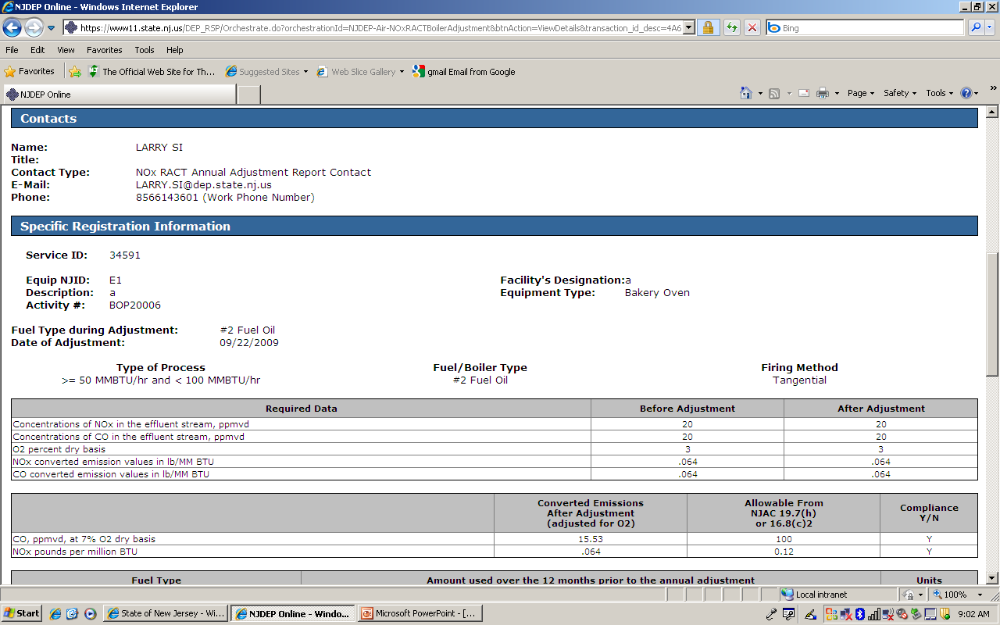 NJDEP Online - Windows Internet Explorer
https://www11.state.nj.us/DEP_RSP/Orchestrate.do?orchestrationId=NJDEP-Air-NOxRACTBoilerAdjustment&btnAction=ViewDetails&transaction_id_desc=4A6
Bing
File Edit View Favorites Tools Help
Favorites The Official Web Site for Th... Suggested Sites Web Slice Gallery gmail Email from Google
NJDEP Online Page Safety Tools
Contacts
Name: LARRY SI
Title:
Contact Type: NOx RACT Annual Adjustment Report Contact
E-Mail: LARRY.SI@dep.state.nj.us
Phone: 8566143601 (Work Phone Number)
Specific Registration Information
Service ID: 34591
Equip NJID: E1 Facility's Designation:a
Description: a Equipment Type: Bakery Oven
Activity #: BOP20006
Fuel Type during Adjustment: #2 Fuel Oil
Date of Adjustment: 09/22/2009
Type of Process Fuel/Boiler Type Firing Method
>= 50 MMBTU/hr and < 100 MMBTU/hr #2 Fuel Oil Tangential
Required Data Before Adjustment After Adjustment
Concentrations of NOx in the effluent stream, ppmvd 20 20
Concentrations of CO in the effluent stream, ppmvd 20 20
O2 percent dry basis 3 3
NOx converted emission values in lb/MM BTU .064 .064
CO converted emission values in lb/MM BTU .064 .064
Converted Emissions After Adjustment (adjusted for O2) Allowable From NJAC 19.7(h) or 16.8(c)2 Compliance Y/N
CO, ppmvd, at 7% O2 dry basis 15.53 100 Y
NOx pounds per million BTU .064 0.12 Y
Fuel Type Amount used over the 12 months prior to the annual adjustment Units
Local intranet 100%
Start State of New Jersey - Wi... NJDEP Online - Windo... Microsoft PowerPoint - [... 9:02 AM